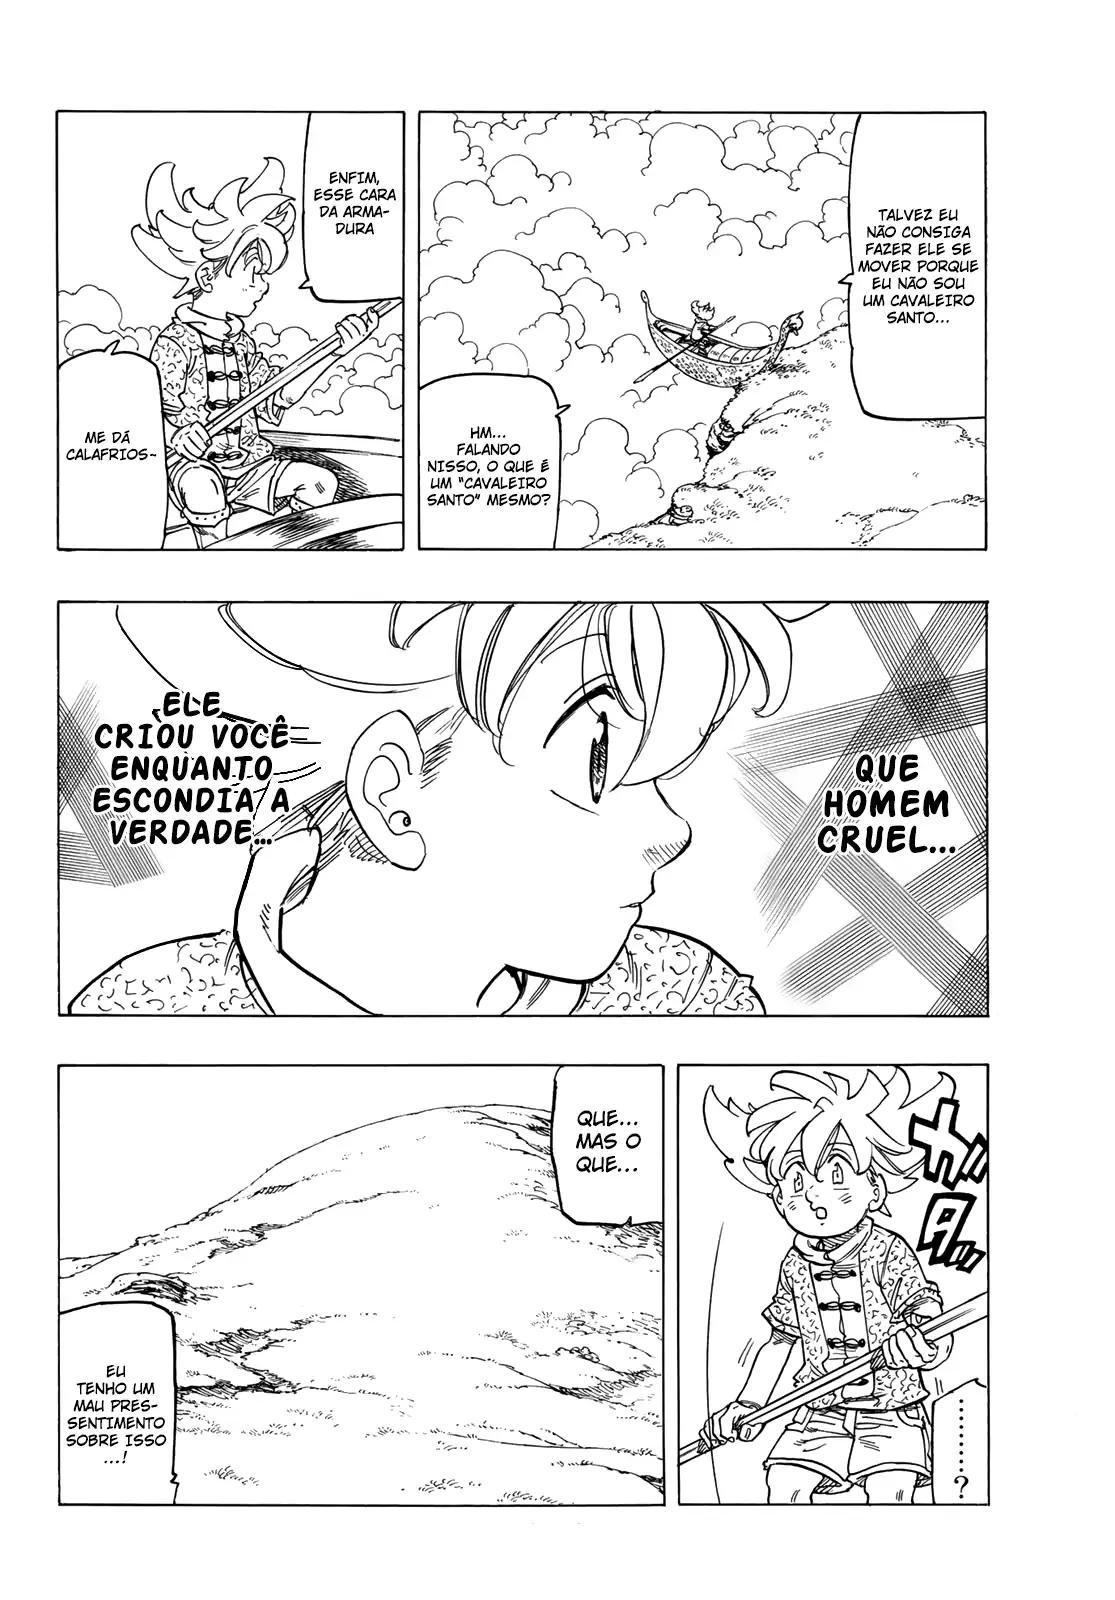 TALVEZ EU
NÃO CONSIGA
FAZER ELE SE
MOVER PORQUE
EU NÃO SOU
UM CAVALEIRO
SANTO...
HM...
FALANDO
NISSO, O QUE É
UM "CAVALEIRO
SANTO" MESMO?
ENFIM,
ESSE CARA
DA ARMA-
DURA
ME DÁ
CALAFRIOS~
QUE
HOMEM
CRUEL...
ELE
CRIOU VOCÊ
ENQUANTO
ESCONDIA A
VERDADE...
.........?
QUE...
MAS O
QUE...
EU
TENHO UM
MAU PRES-
SENTIMENTO
SOBRE ISSO
...!